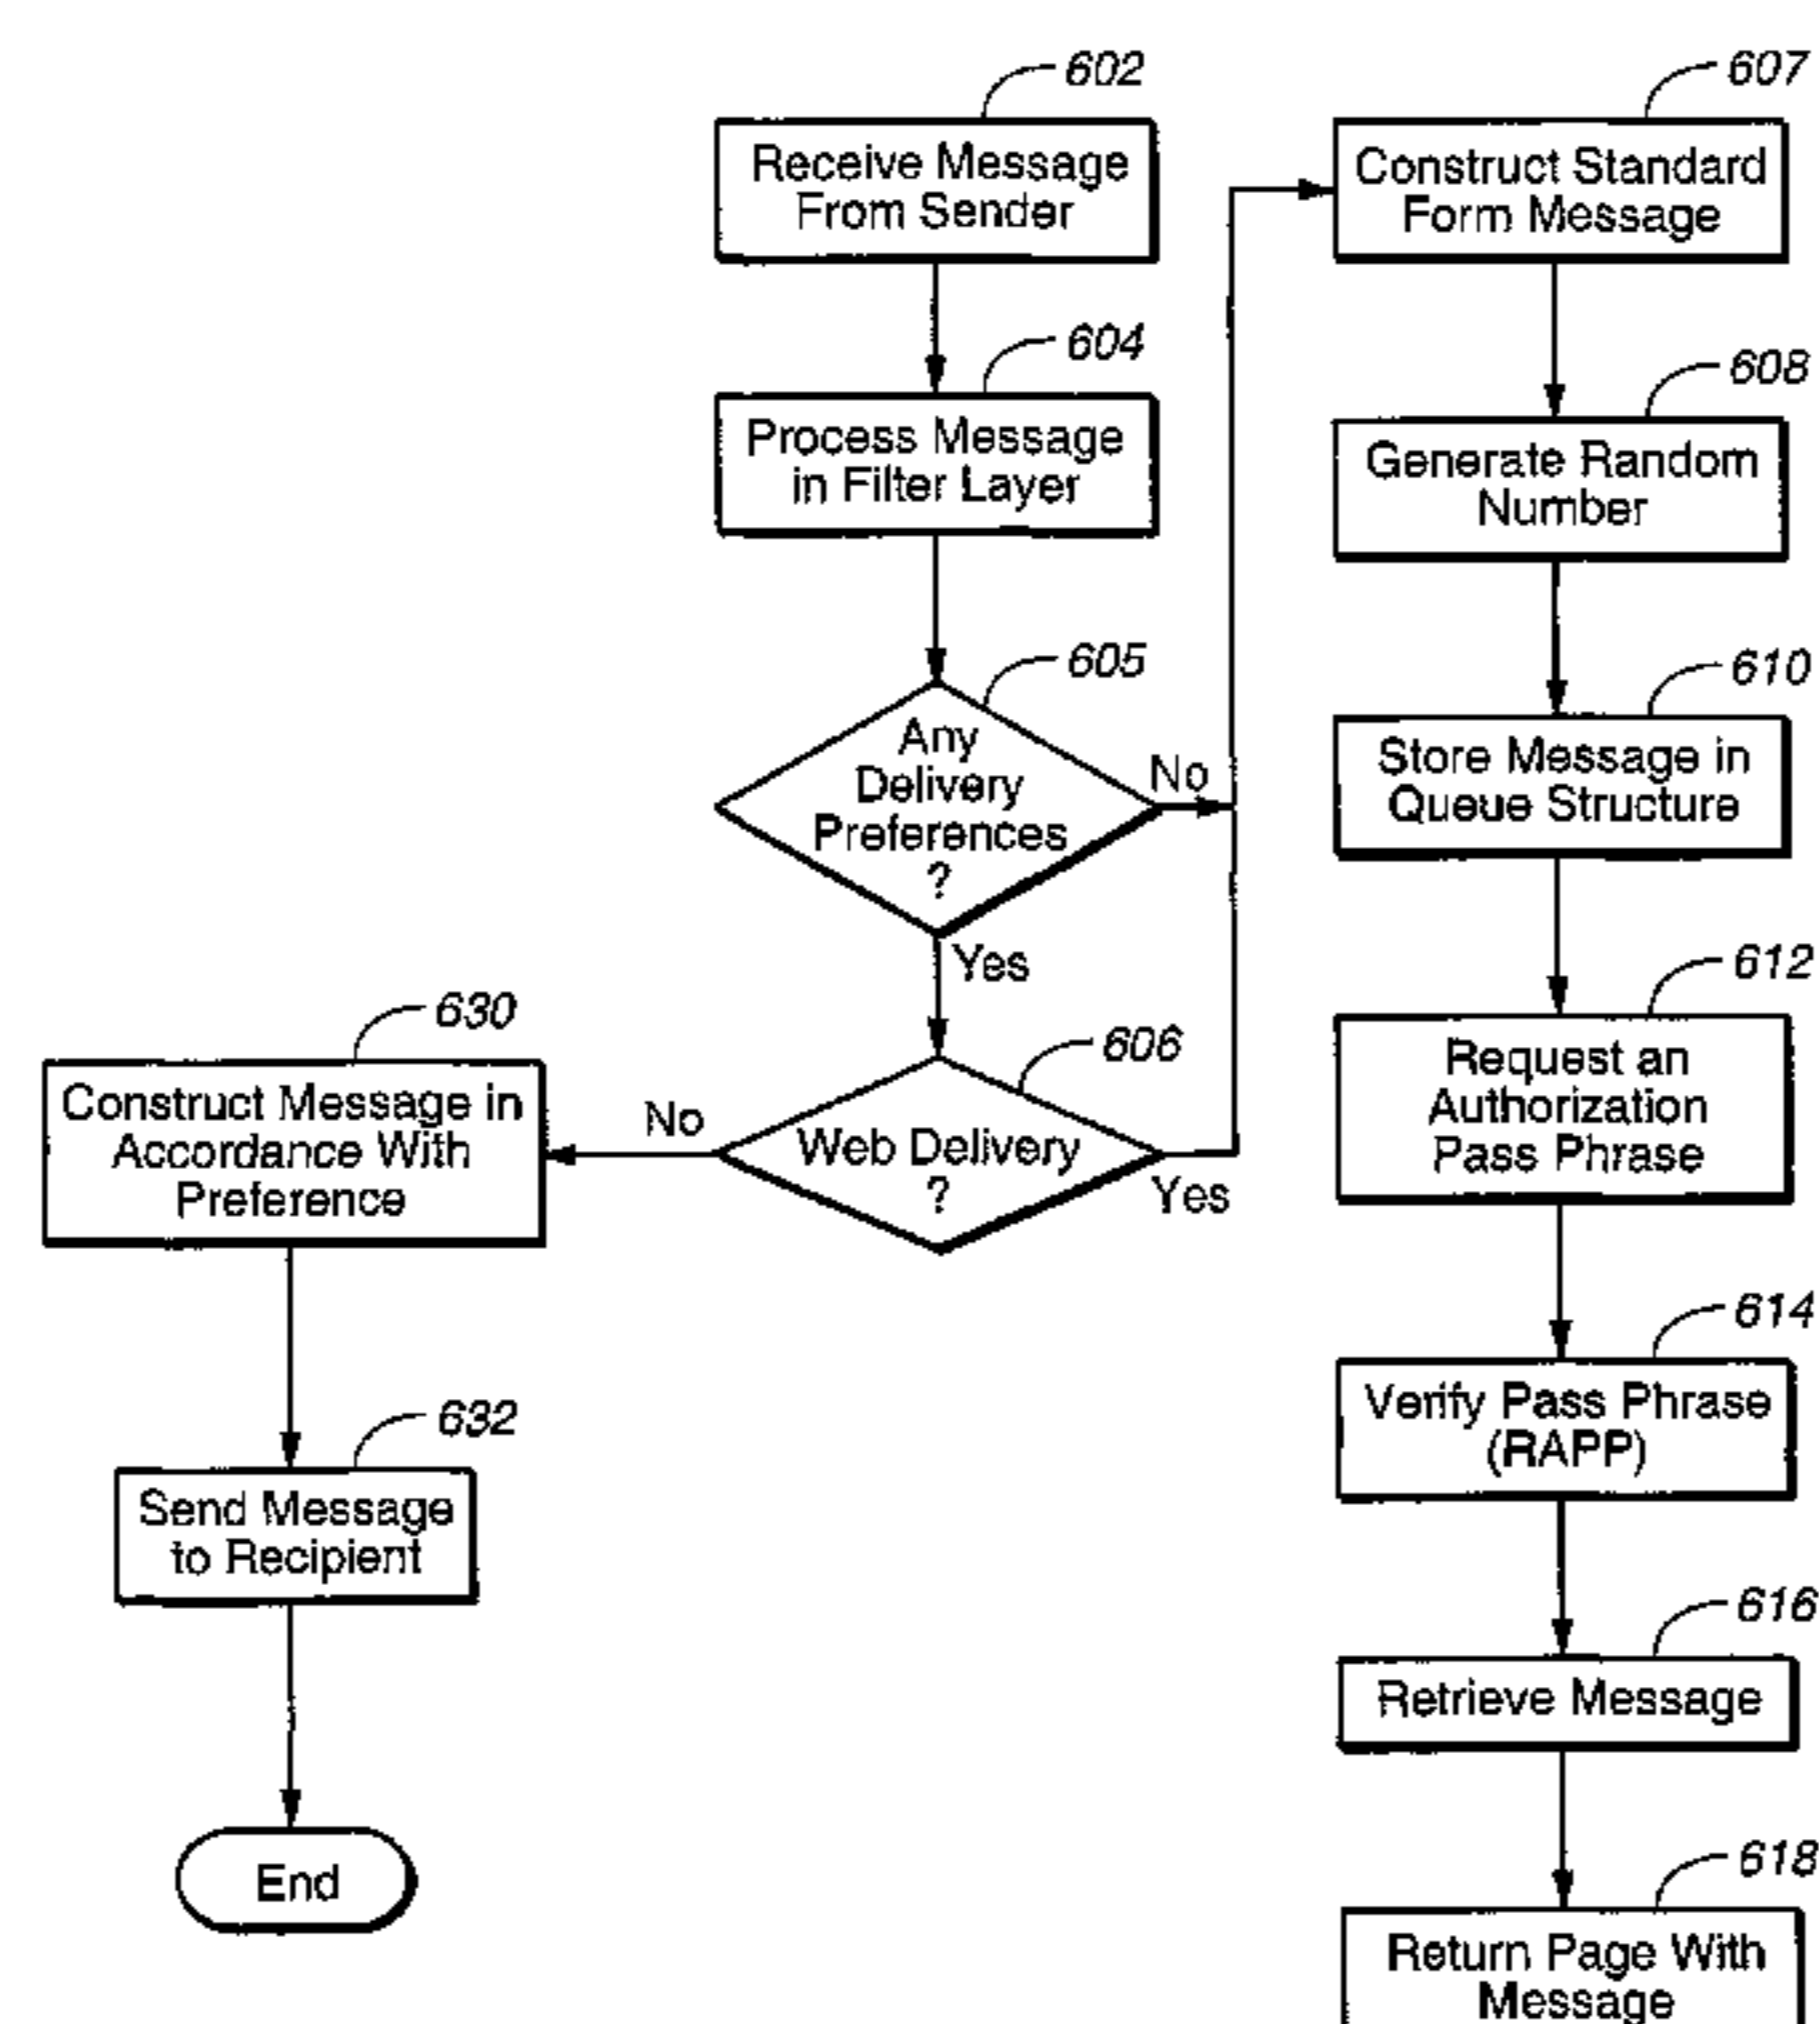 602
Receive Message
From Sender
604
Process Message
in Filter Layer
605
Any
Delivery
Preferences
?
No
Yes
606
Web Delivery
?
No
Yes
630
Construct Message in
Accordance With
Preference
632
Send Message
to Recipient
End
607
Construct Standard
Form Message
608
Generate Random
Number
610
Store Message in
Queue Structure
612
Request an
Authorization
Pass Phrase
614
Verify Pass Phrase
(RAPP)
616
Retrieve Message
618
Return Page With
Message